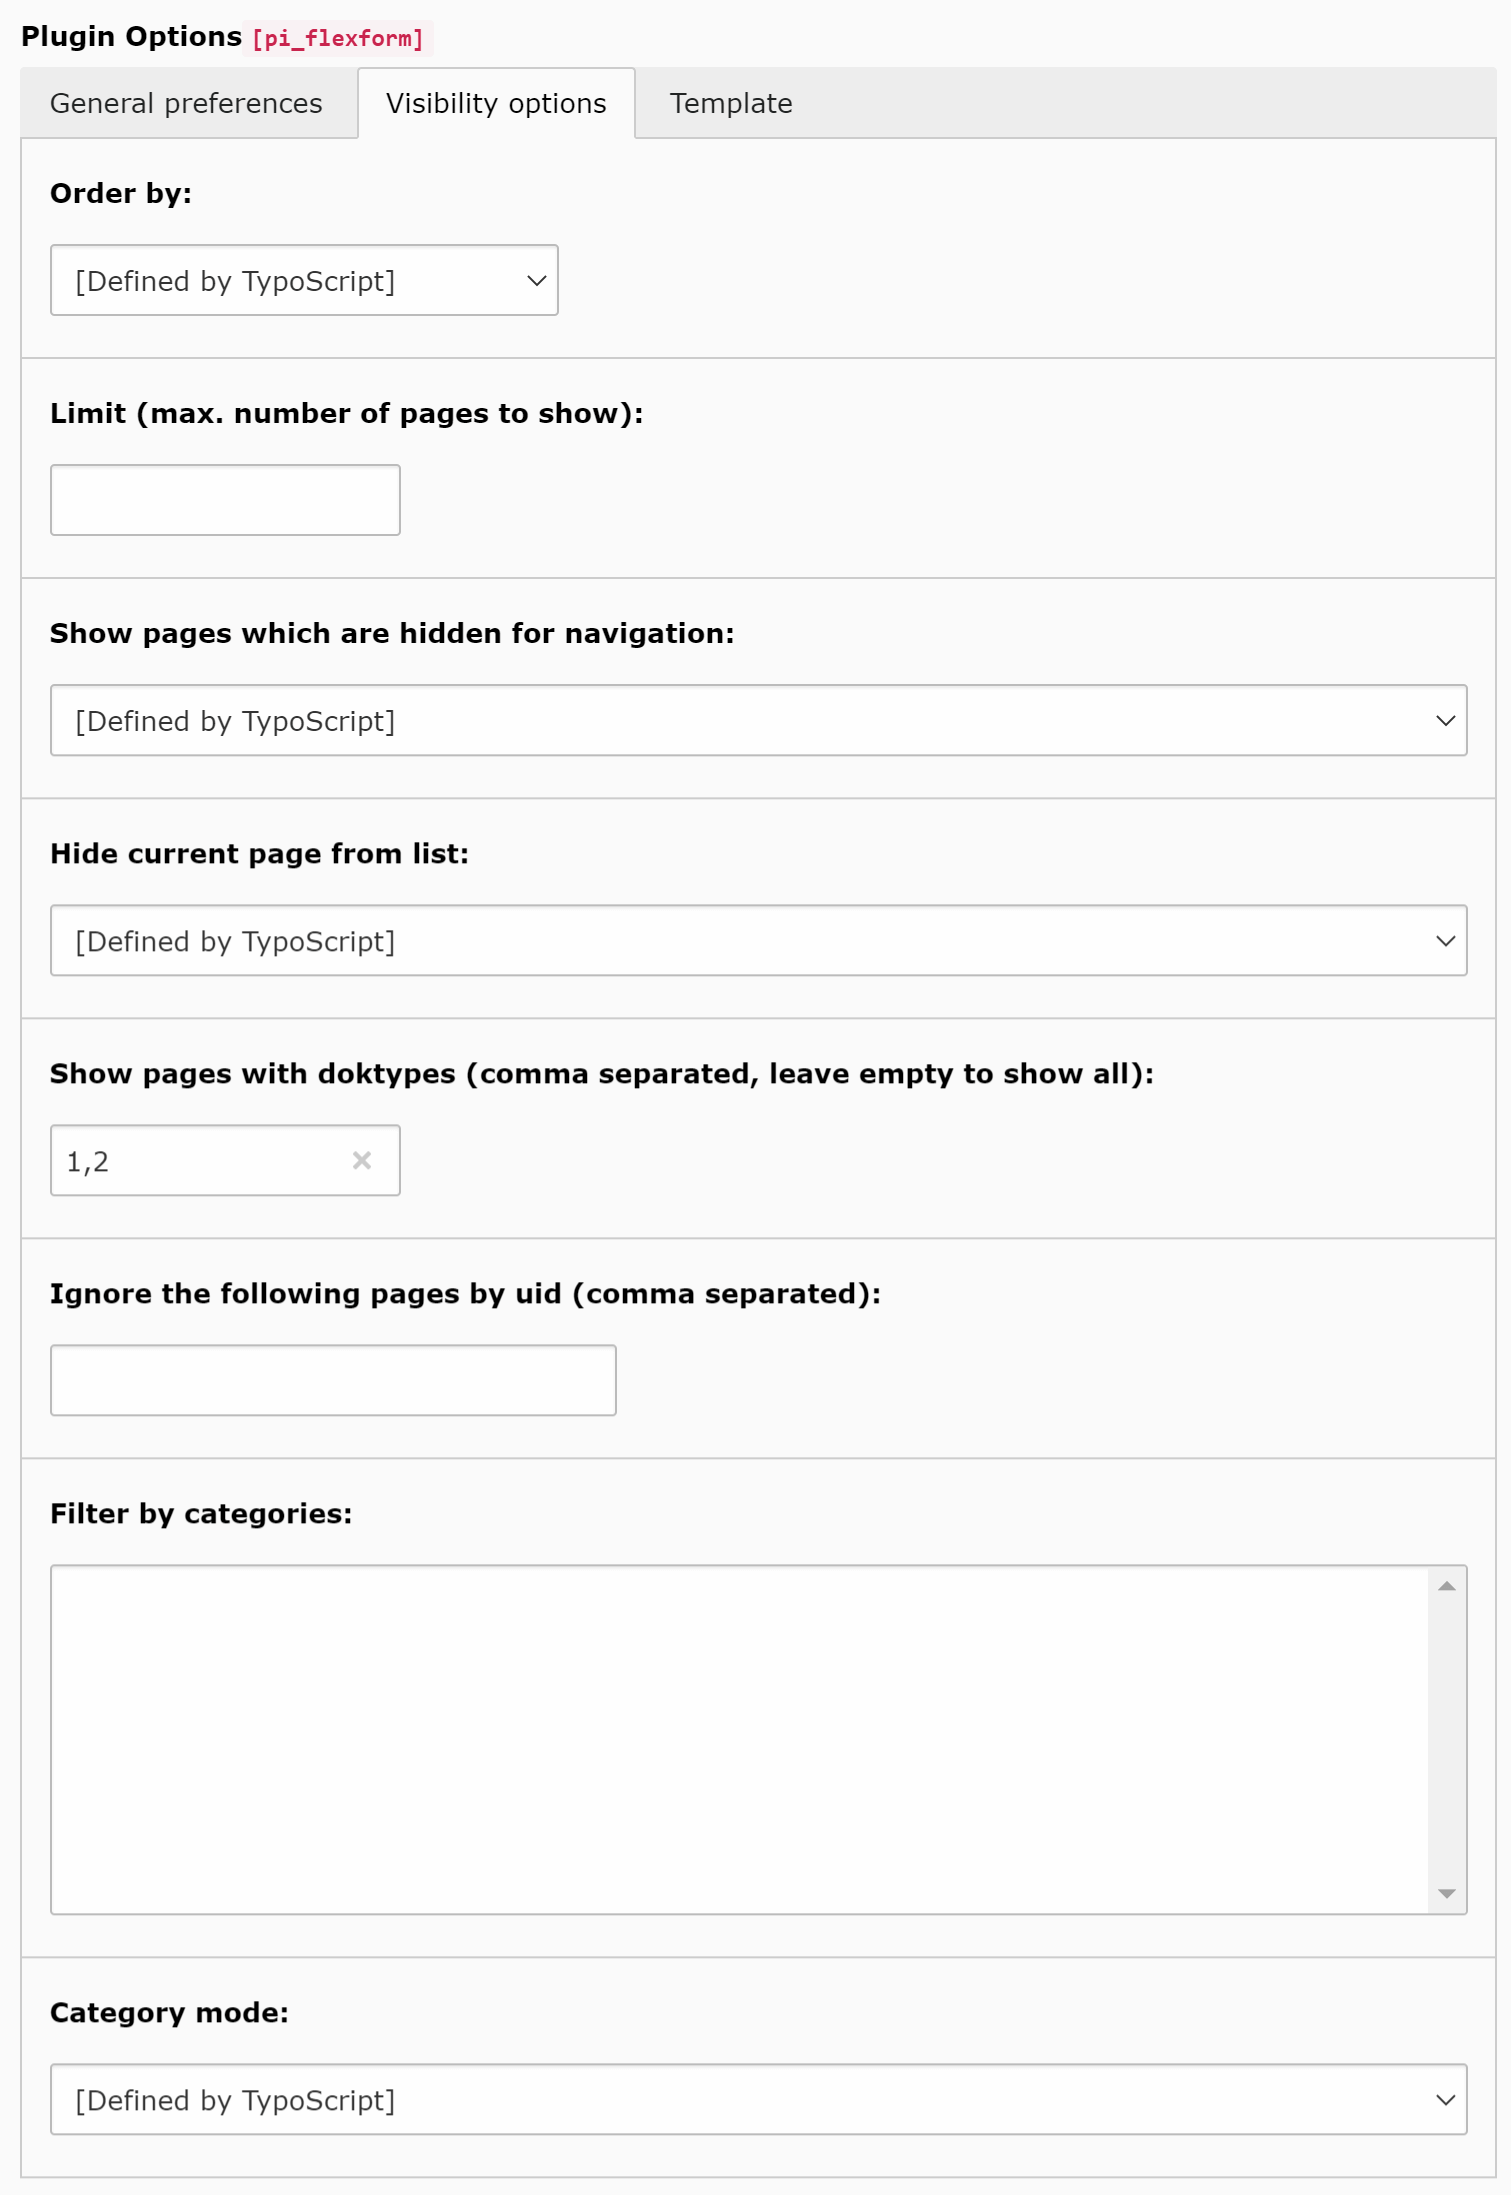 Plugin Options [pi_flexform]
General preferences Visibility options Template
Order by:
[Defined by TypoScript]
Limit (max. number of pages to show):
Show pages which are hidden for navigation:
[Defined by TypoScript]
Hide current page from list:
[Defined by TypoScript]
Show pages with doktypes (comma separated, leave empty to show all):
1,2
Ignore the following pages by uid (comma separated):
Filter by categories:
Category mode:
[Defined by TypoScript]